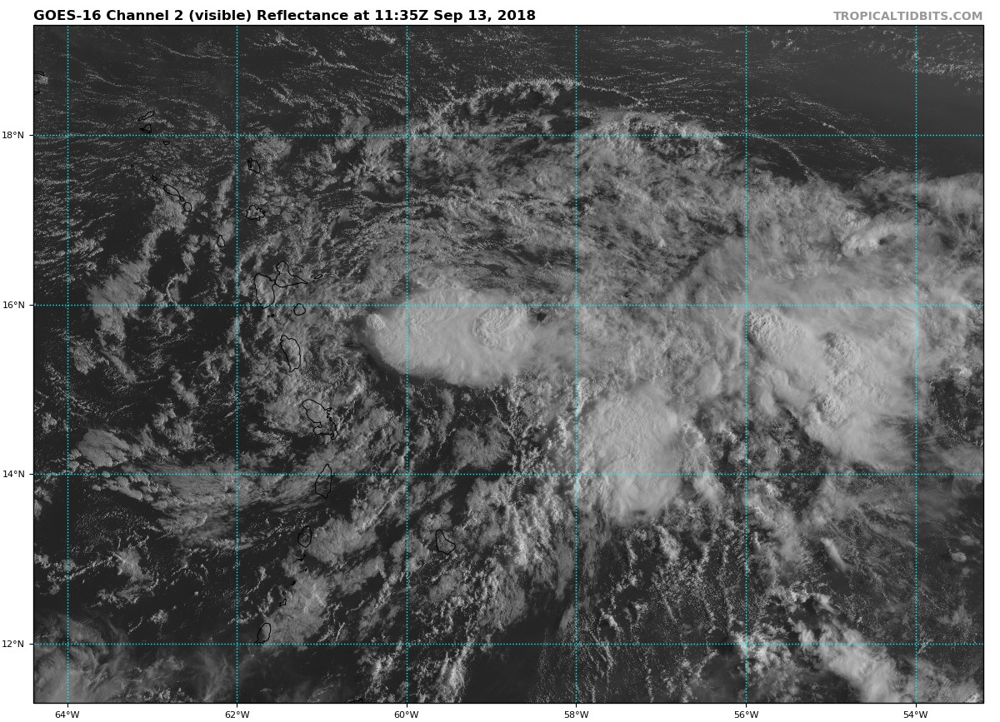 GOES-16 Channel 2 (visible) Reflectance at 11:35Z Sep 13, 2018
TROPICALTIDBITS.COM
18°N
16°N
14°N
12°N
64°W
62°W
60°W
58°W
56°W
54°W